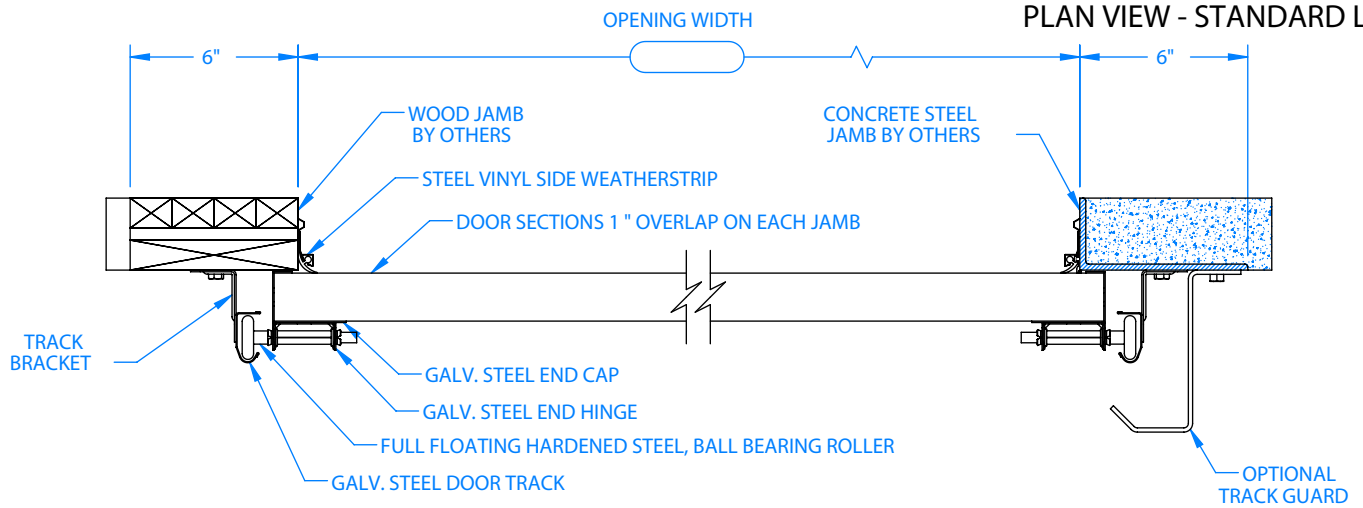 PLAN VIEW - STANDARD L
OPENING WIDTH
6"
6"
WOOD JAMB
BY OTHERS
CONCRETE STEEL
JAMB BY OTHERS
STEEL VINYL SIDE WEATHERSTRIP
DOOR SECTIONS 1 " OVERLAP ON EACH JAMB
TRACK
BRACKET
GALV. STEEL END CAP
GALV. STEEL END HINGE
FULL FLOATING HARDENED STEEL, BALL BEARING ROLLER
GALV. STEEL DOOR TRACK
OPTIONAL
TRACK GUARD